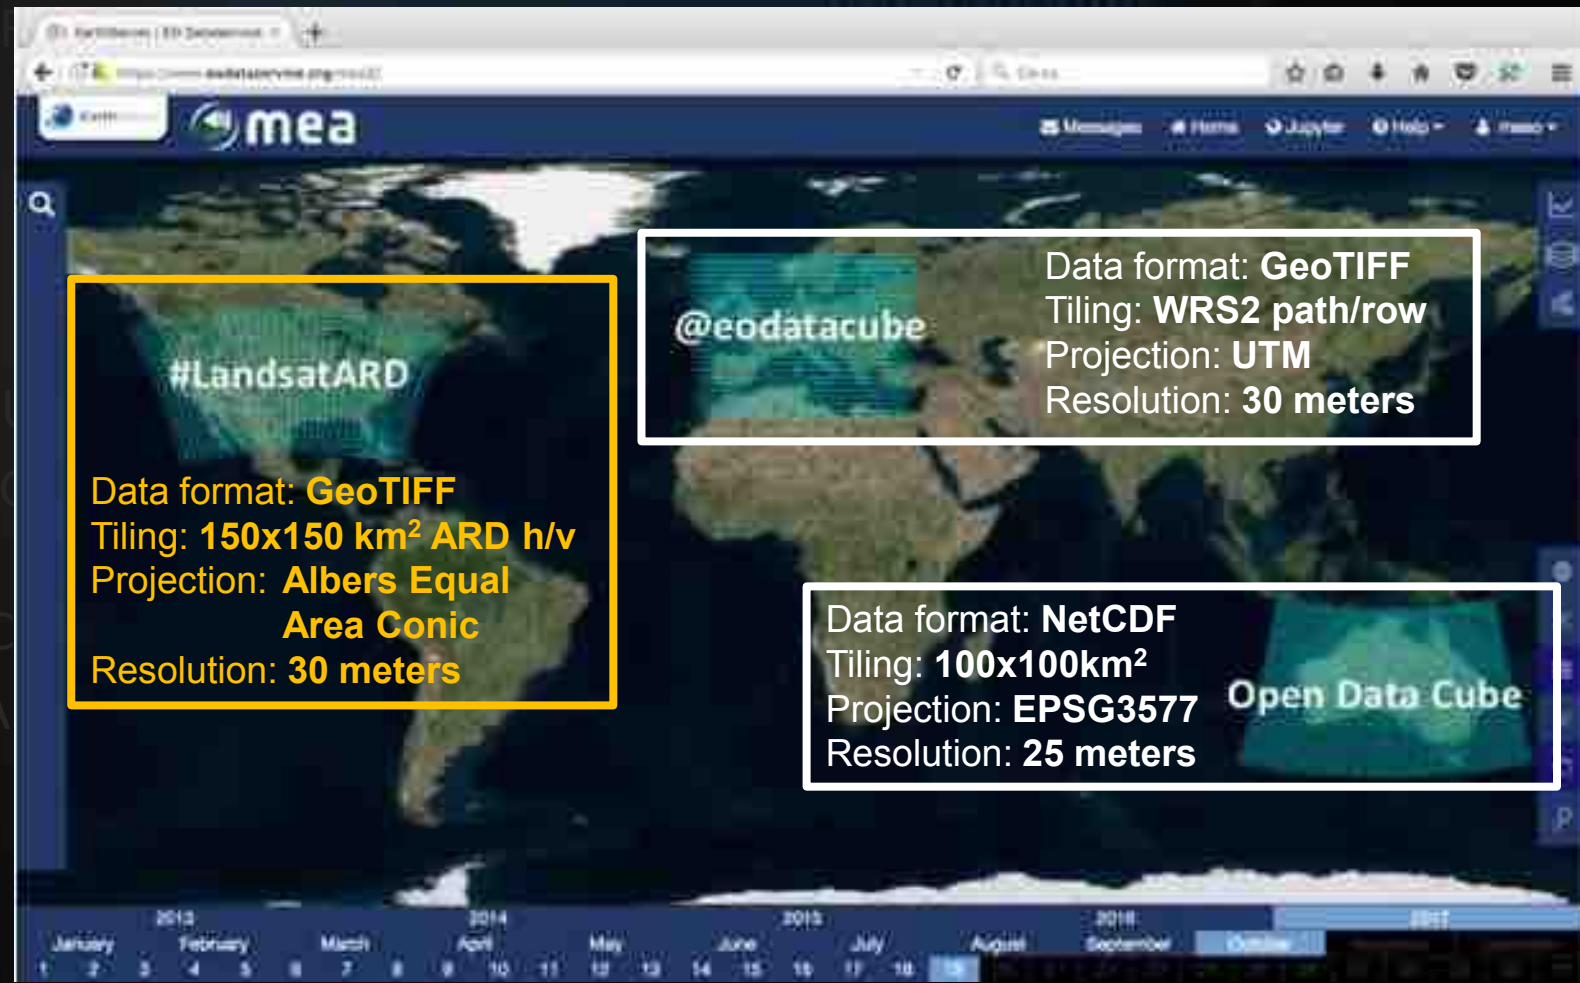 mea
Messages Home Jupyter Help
#LandsatARD
Data format: GeoTIFF
Tiling: 150x150 km² ARD h/v
Projection: Albers Equal
Area Conic
Resolution: 30 meters
@eodatacube
Data format: GeoTIFF
Tiling: WRS2 path/row
Projection: UTM
Resolution: 30 meters
Data format: NetCDF
Tiling: 100x100km²
Projection: EPSG3577
Resolution: 25 meters
Open Data Cube
2013 2014 2015 2016 2017
January February March April May June July August September October
1 2 3 4 5 6 7 8 9 10 11 12 13 14 15 16 17 18 19